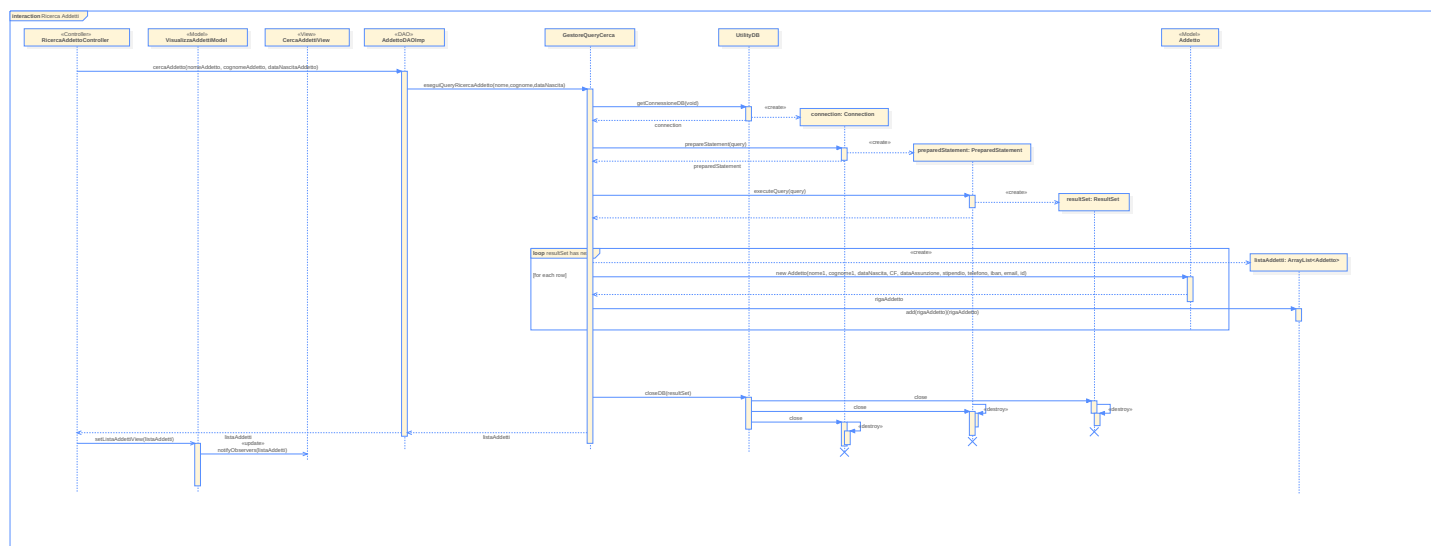 interaction Ricerca Addetti
«Controller»
RicercaAddettoController
«Model»
VisualizzaAddettiModel
«View»
CercaAddettiView
«DAO»
AddettoDAOImp
GestoreQueryCerca
UtilityDB
«Model»
Addetto
cercaAddetto(nomeAddetto, cognomeAddetto, dataNascitaAddetto)
eseguiQueryRicercaAddetto(nome,cognome,dataNascita)
getConnessioneDB(void)
«create»
connection: Connection
connection
prepareStatement(query)
«create»
preparedStatement: PreparedStatement
preparedStatement
executeQuery(query)
«create»
resultSet: ResultSet
loop resultSet has ne
«create»
listaAddetti: ArrayList<Addetto>
[for each row]
new Addetto(nome1, cognome1, dataNascita, CF, dataAssunzione, stipendio, telefono, iban, email, id)
rigaAddetto
add(rigaAddetto)(rigaAddetto)
closeDB(resultSet)
close
close
«destroy»
«destroy»
close
«destroy»
listaAddetti
listaAddetti
setListaAddettiView(listaAddetti)
«update»
notifyObservers(listaAddetti)